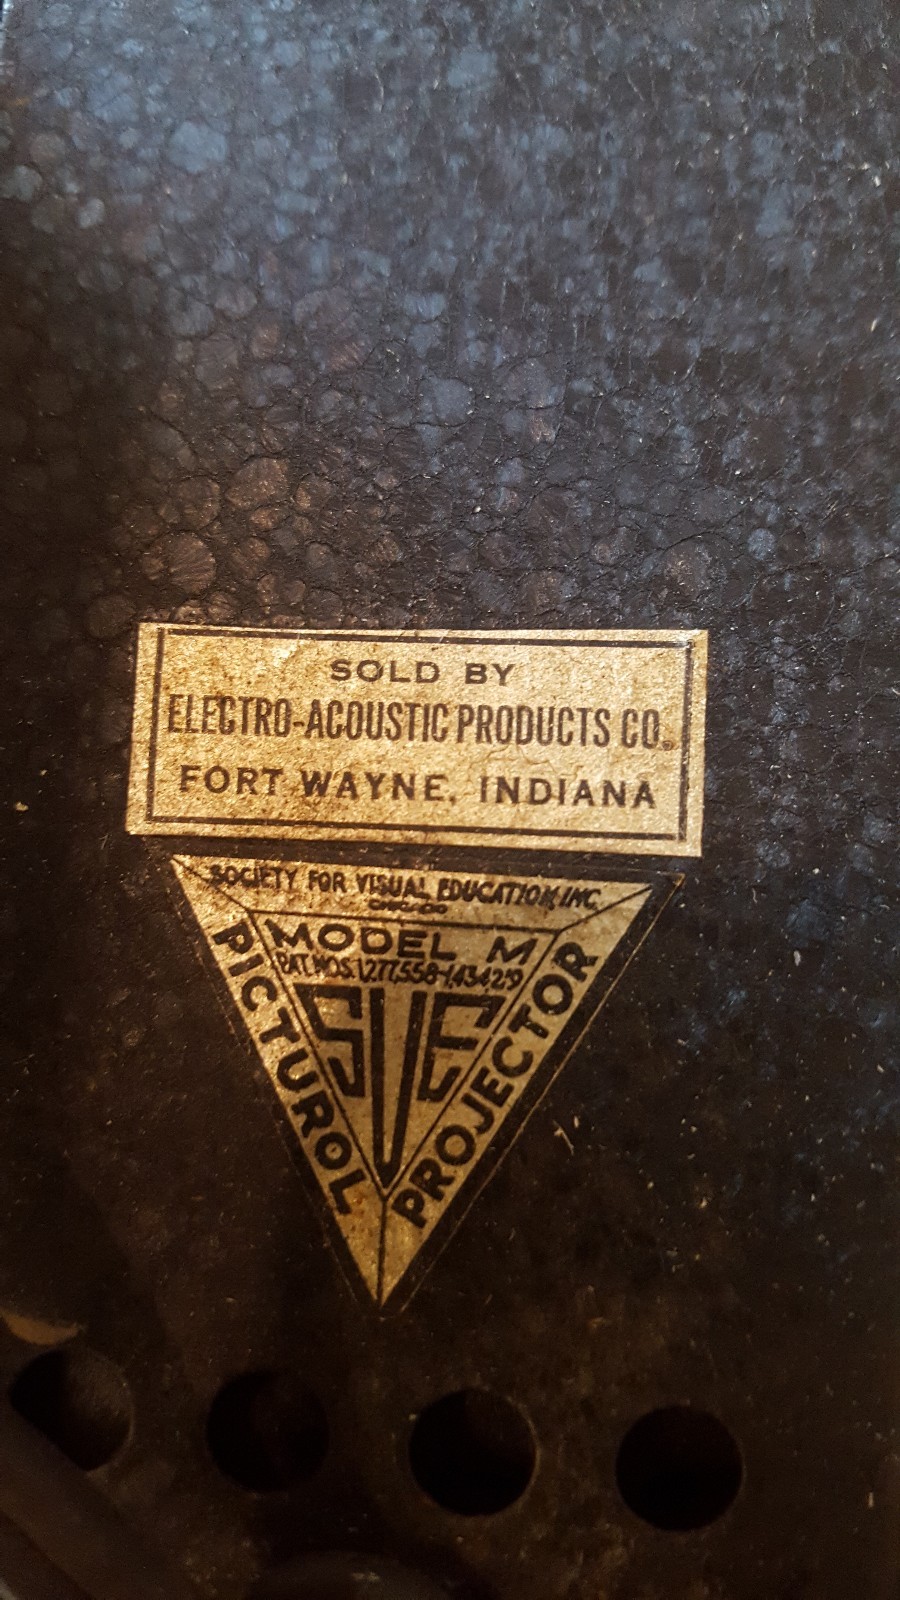 SOLD BY
ELECTRO-ACOUSTIC PRODUCTS CO.
FORT WAYNE, INDIANA
SOCIETY FOR VISUAL EDUCATION, INC.
CHICAGO
MODEL M
PAT. NOS. 1,277,558-1,434,219
SVE
PICTUROL
PROJECTOR